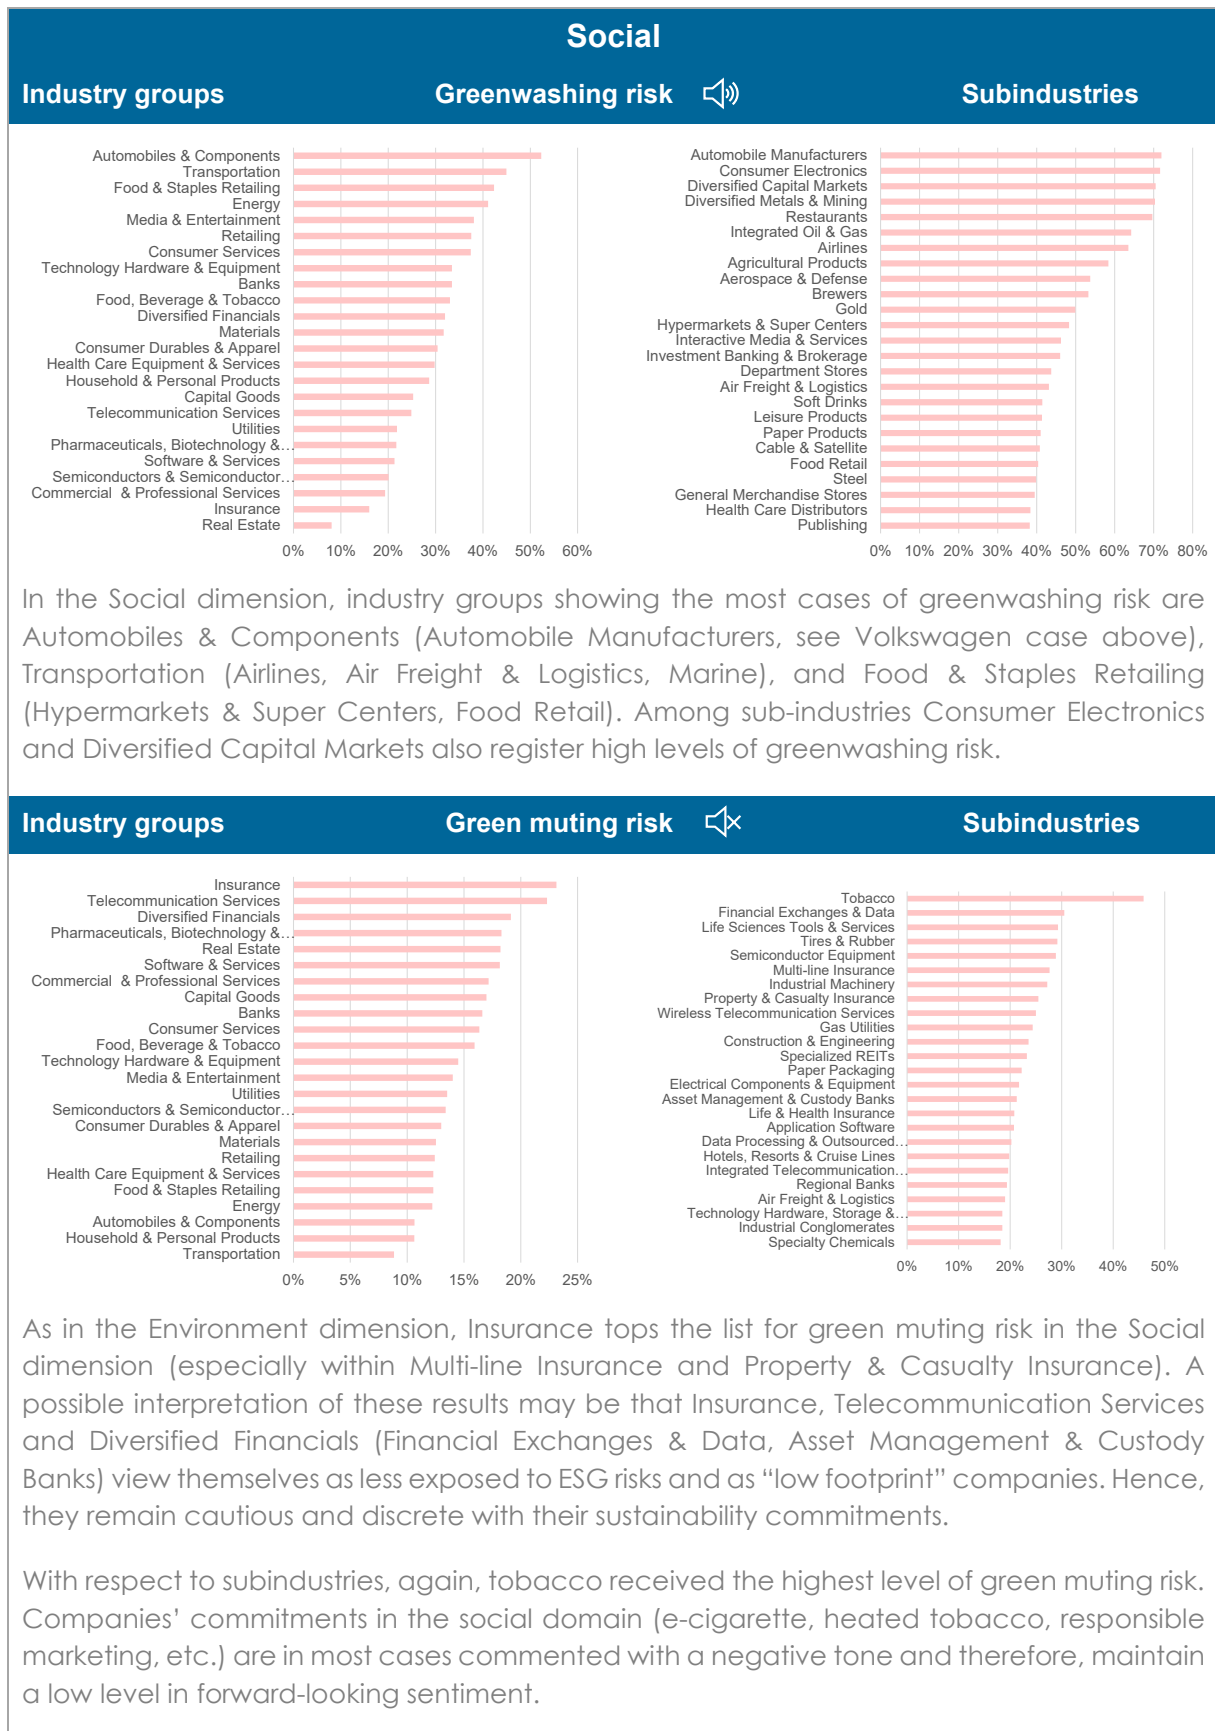 Social
Industry groups Greenwashing risk Subindustries
Automobiles & Components
Transportation
Food & Staples Retailing
Energy
Media & Entertainment
Retailing
Consumer Services
Technology Hardware & Equipment
Banks
Food, Beverage & Tobacco
Diversified Financials
Materials
Consumer Durables & Apparel
Health Care Equipment & Services
Household & Personal Products
Capital Goods
Telecommunication Services
Utilities
Pharmaceuticals, Biotechnology &…
Software & Services
Semiconductors & Semiconductor…
Commercial & Professional Services
Insurance
Real Estate
0% 10% 20% 30% 40% 50% 60%
Automobile Manufacturers
Consumer Electronics
Diversified Capital Markets
Diversified Metals & Mining
Restaurants
Integrated Oil & Gas
Airlines
Agricultural Products
Aerospace & Defense
Brewers
Gold
Hypermarkets & Super Centers
Interactive Media & Services
Investment Banking & Brokerage
Department Stores
Air Freight & Logistics
Soft Drinks
Leisure Products
Paper Products
Cable & Satellite
Food Retail
Steel
General Merchandise Stores
Health Care Distributors
Publishing
0% 10% 20% 30% 40% 50% 60% 70% 80%
In the Social dimension, industry groups showing the most cases of greenwashing risk are
Automobiles & Components (Automobile Manufacturers, see Volkswagen case above),
Transportation (Airlines, Air Freight & Logistics, Marine), and Food & Staples Retailing
(Hypermarkets & Super Centers, Food Retail). Among sub-industries Consumer Electronics
and Diversified Capital Markets also register high levels of greenwashing risk.
Industry groups Green muting risk Subindustries
Insurance
Telecommunication Services
Diversified Financials
Pharmaceuticals, Biotechnology &…
Real Estate
Software & Services
Commercial & Professional Services
Capital Goods
Banks
Consumer Services
Food, Beverage & Tobacco
Technology Hardware & Equipment
Media & Entertainment
Utilities
Semiconductors & Semiconductor…
Consumer Durables & Apparel
Materials
Retailing
Health Care Equipment & Services
Food & Staples Retailing
Energy
Automobiles & Components
Household & Personal Products
Transportation
0% 5% 10% 15% 20% 25%
Tobacco
Financial Exchanges & Data
Life Sciences Tools & Services
Tires & Rubber
Semiconductor Equipment
Multi-line Insurance
Industrial Machinery
Property & Casualty Insurance
Wireless Telecommunication Services
Gas Utilities
Construction & Engineering
Specialized REITs
Paper Packaging
Electrical Components & Equipment
Asset Management & Custody Banks
Life & Health Insurance
Application Software
Data Processing & Outsourced…
Hotels, Resorts & Cruise Lines
Integrated Telecommunication…
Regional Banks
Air Freight & Logistics
Technology Hardware, Storage &…
Industrial Conglomerates
Specialty Chemicals
0% 10% 20% 30% 40% 50%
As in the Environment dimension, Insurance tops the list for green muting risk in the Social
dimension (especially within Multi-line Insurance and Property & Casualty Insurance). A
possible interpretation of these results may be that Insurance, Telecommunication Services
and Diversified Financials (Financial Exchanges & Data, Asset Management & Custody
Banks) view themselves as less exposed to ESG risks and as “low footprint” companies. Hence,
they remain cautious and discrete with their sustainability commitments.
With respect to subindustries, again, tobacco received the highest level of green muting risk.
Companies’ commitments in the social domain (e-cigarette, heated tobacco, responsible
marketing, etc.) are in most cases commented with a negative tone and therefore, maintain
a low level in forward-looking sentiment.